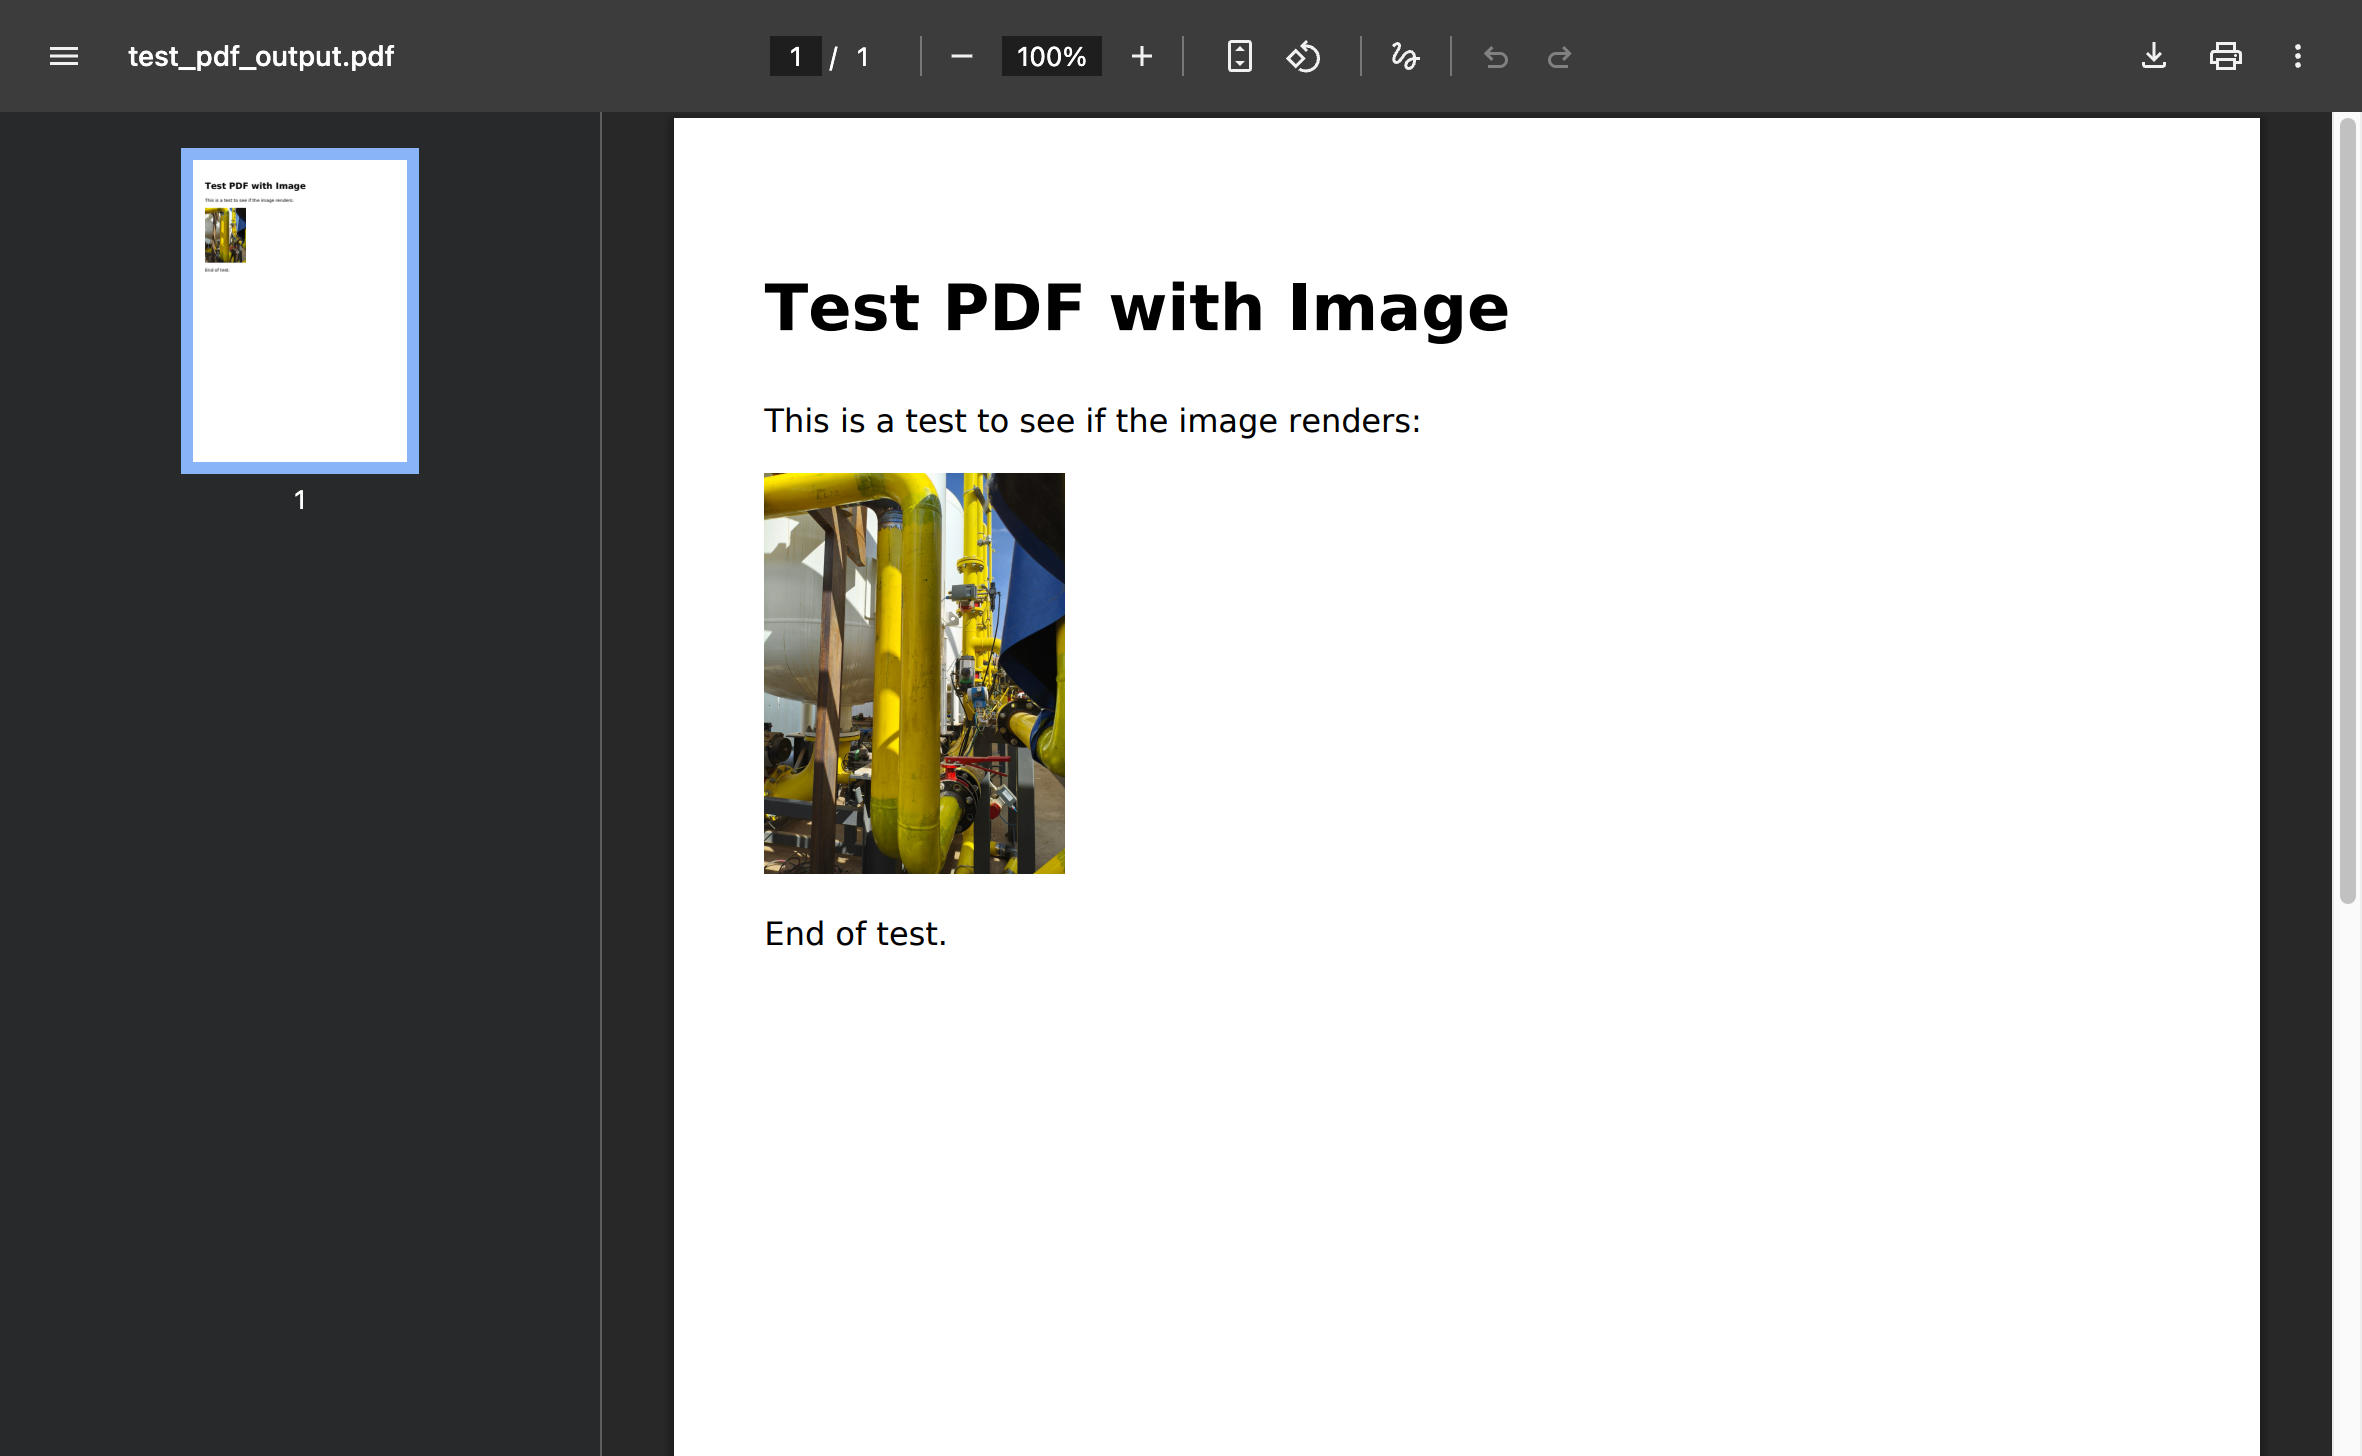 test_pdf_output.pdf
1 / 1
100%
Test PDF with Image
This is a test to see if the image renders:
End of test.
1
Test PDF with Image
This is a test to see if the image renders:
End of test.